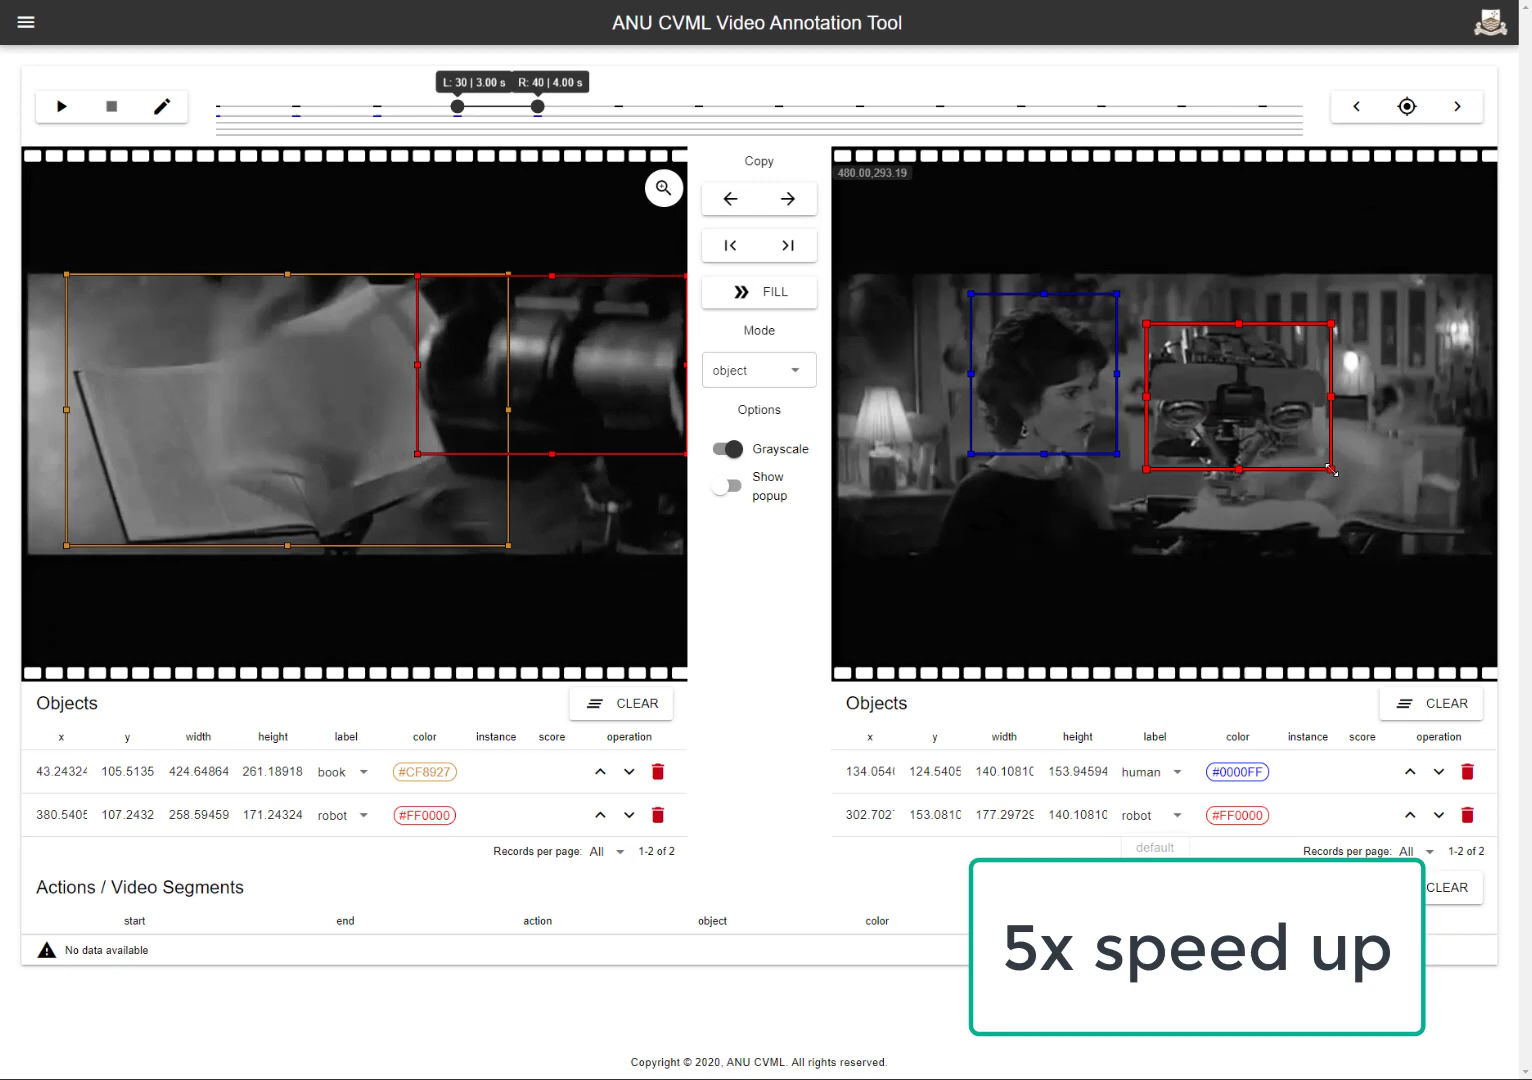 ANU CVML Video Annotation Tool
L: 30 | 3.00 s R: 40 | 4.00 s
Copy
480.00,293.19
FILL
Mode
object
Options
Grayscale
Show
popup
Objects
CLEAR
x y width height label color instance score operation
43.24324 105.5135 424.64864 261.18918 book #CF8927
380.5405 107.2432 258.59459 171.24324 robot #FF0000
Records per page: All 1-2 of 2
Objects
CLEAR
x y width height label color instance score operation
134.0540 124.5405 140.10810 153.94594 human #0000FF
302.702 153.0810 177.29729 140.10810 robot #FF0000
default
Records per page: All 1-2 of 2
Actions / Video Segments
CLEAR
start end action object color
No data available
5x speed up
Copyright © 2020, ANU CVML. All rights reserved.